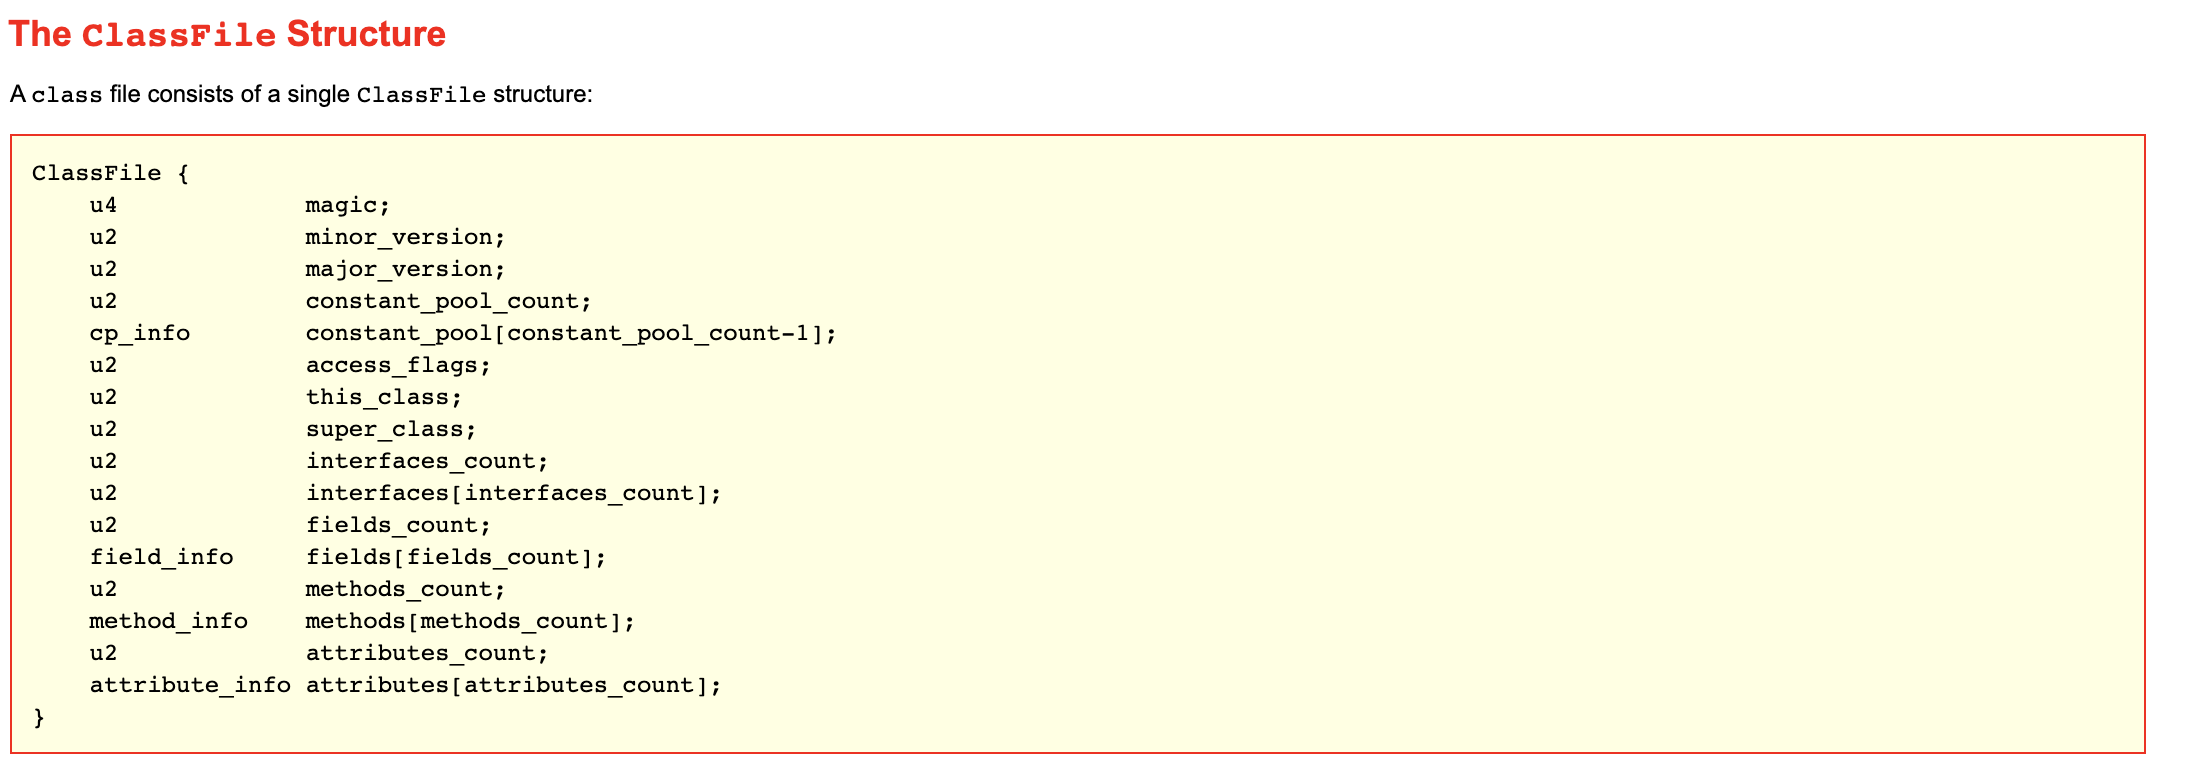 The ClassFile Structure
A class file consists of a single ClassFile structure:
ClassFile {
    u4             magic;
    u2             minor_version;
    u2             major_version;
    u2             constant_pool_count;
    cp_info        constant_pool[constant_pool_count-1];
    u2             access_flags;
    u2             this_class;
    u2             super_class;
    u2             interfaces_count;
    u2             interfaces[interfaces_count];
    u2             fields_count;
    field_info     fields[fields_count];
    u2             methods_count;
    method_info    methods[methods_count];
    u2             attributes_count;
    attribute_info attributes[attributes_count];
}